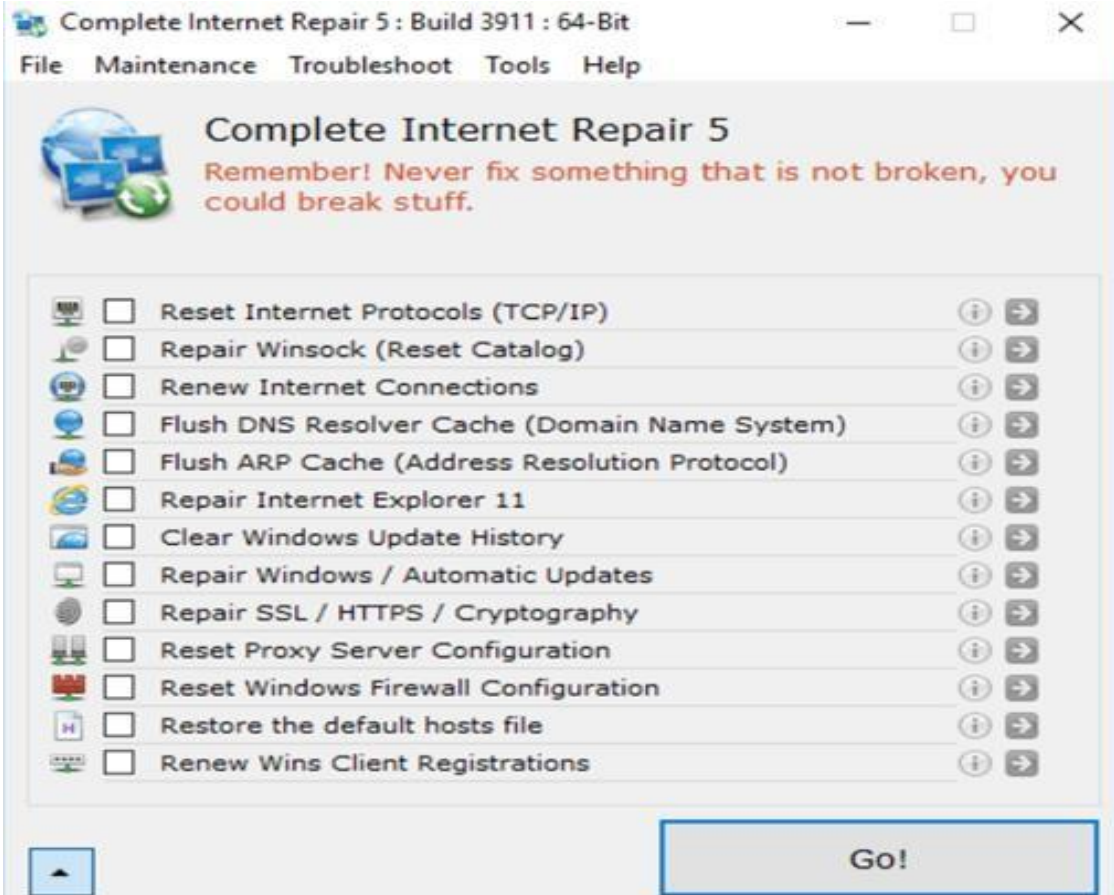 Complete Internet Repair 5 : Build 3911 : 64-Bit
File Maintenance Troubleshoot Tools Help
Complete Internet Repair 5
Remember! Never fix something that is not broken, you
could break stuff.
Reset Internet Protocols (TCP/IP)
Repair Winsock (Reset Catalog)
Renew Internet Connections
Flush DNS Resolver Cache (Domain Name System)
Flush ARP Cache (Address Resolution Protocol)
Repair Internet Explorer 11
Clear Windows Update History
Repair Windows / Automatic Updates
Repair SSL / HTTPS / Cryptography
Reset Proxy Server Configuration
Reset Windows Firewall Configuration
Restore the default hosts file
Renew Wins Client Registrations
Go!